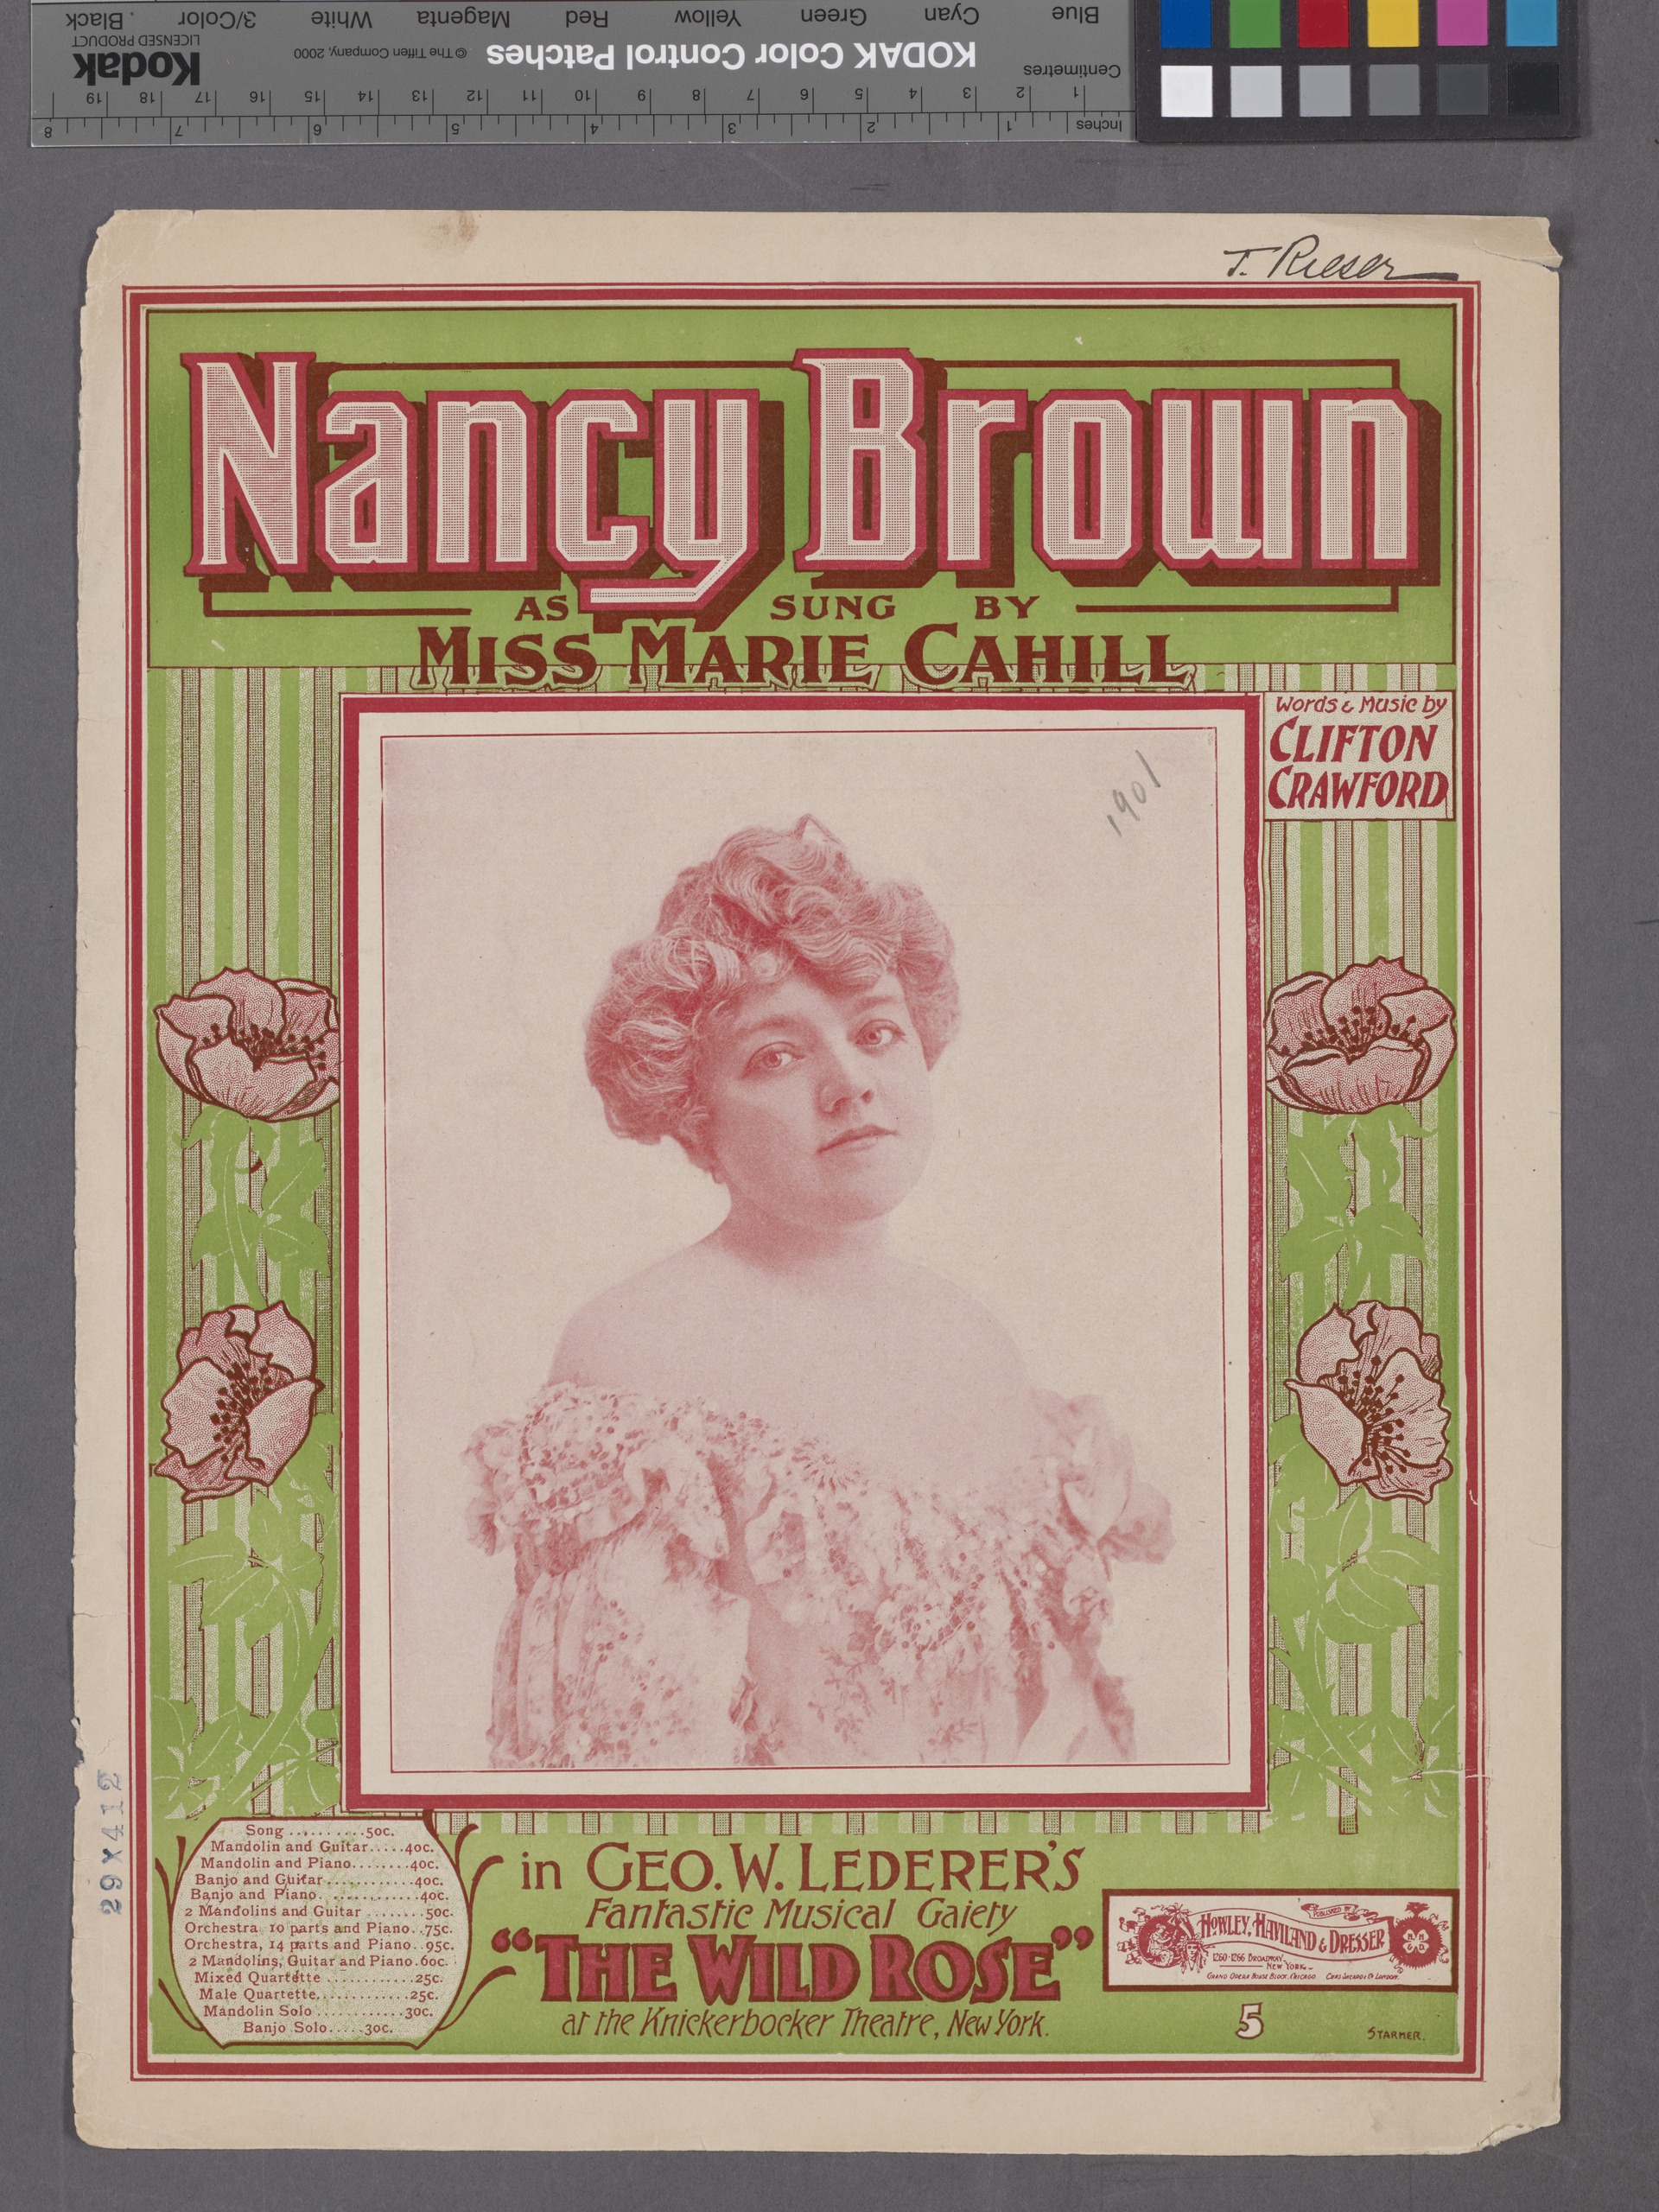 Blue Cyan Green Yellow Magenta Red White 3/Color Black
KODAK Color Control Patches
© The Tiffen Company, 2000
Kodak
LICENSED PRODUCT
Centimetres
1 2 3 4 5 6 7 8 9 10 11 12 13 14 15 16 17 18 19
Inches 1 2 3 4 5 6 7 8
T. Rieser
Nancy Brown
AS SUNG BY
MISS MARIE CAHILL
Words & Music by
CLIFTON
CRAWFORD
1901
29X412
Song ..........50c.
Mandolin and Guitar.....40c.
Mandolin and Piano........40c.
Banjo and Guitar............40c.
Banjo and Piano.............40c.
2 Mandolins and Guitar ........50c.
Orchestra 10 parts and Piano..75c.
Orchestra, 14 parts and Piano..95c.
2 Mandolins, Guitar and Piano.60c.
Mixed Quartette ............25c.
Male Quartette.............25c.
Mandolin Solo ............30c.
Banjo Solo.....30c.
in GEO. W. LEDERER'S
Fantastic Musical Gaiety
"THE WILD ROSE"
at the Knickerbocker Theatre, New York.
PUBLISHED BY
HOWLEY, HAVILAND & DRESSER
1260-1266 BROADWAY.
NEW YORK.
GRAND OPERA HOUSE BLOCK. CHICAGO
5
STARMER.